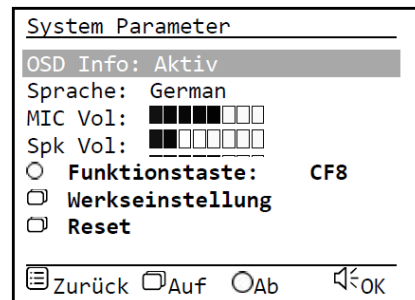 System Parameter
OSD Info: Aktiv
Sprache: German
MIC Vol:
Spk Vol:
Funktionstaste: CF8
Werkseinstellung
Reset
Zurück Auf Ab OK